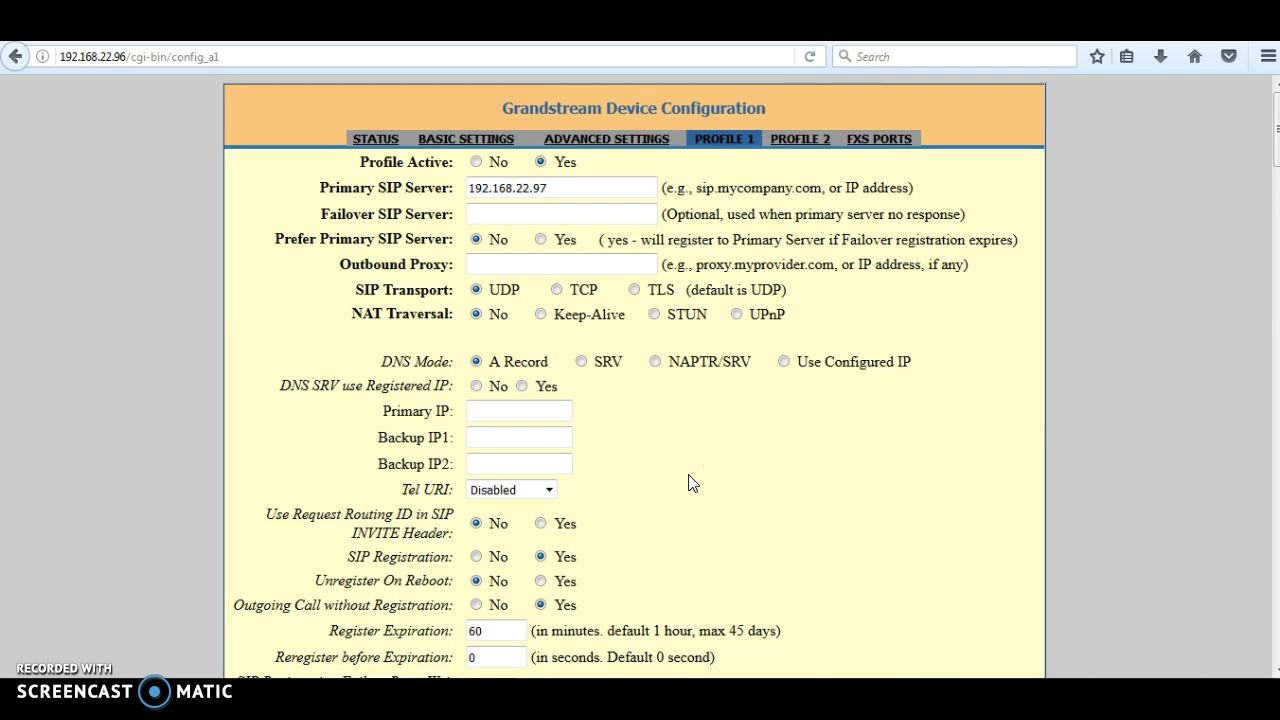 192.168.22.96/cgi-bin/config_a1
Search
Grandstream Device Configuration
STATUS BASIC SETTINGS ADVANCED SETTINGS PROFILE 1 PROFILE 2 FXS PORTS
Profile Active: No Yes
Primary SIP Server: 192.168.22.97 (e.g., sip.mycompany.com, or IP address)
Failover SIP Server: (Optional, used when primary server no response)
Prefer Primary SIP Server: No Yes ( yes - will register to Primary Server if Failover registration expires)
Outbound Proxy: (e.g., proxy.myprovider.com, or IP address, if any)
SIP Transport: UDP TCP TLS (default is UDP)
NAT Traversal: No Keep-Alive STUN UPnP
DNS Mode: A Record SRV NAPTR/SRV Use Configured IP
DNS SRV use Registered IP: No Yes
Primary IP:
Backup IP1:
Backup IP2:
Tel URI: Disabled
Use Request Routing ID in SIP
INVITE Header: No Yes
SIP Registration: No Yes
Unregister On Reboot: No Yes
Outgoing Call without Registration: No Yes
Register Expiration: 60 (in minutes. default 1 hour, max 45 days)
Reregister before Expiration: 0 (in seconds. Default 0 second)
RECORDED WITH
SCREENCAST MATIC